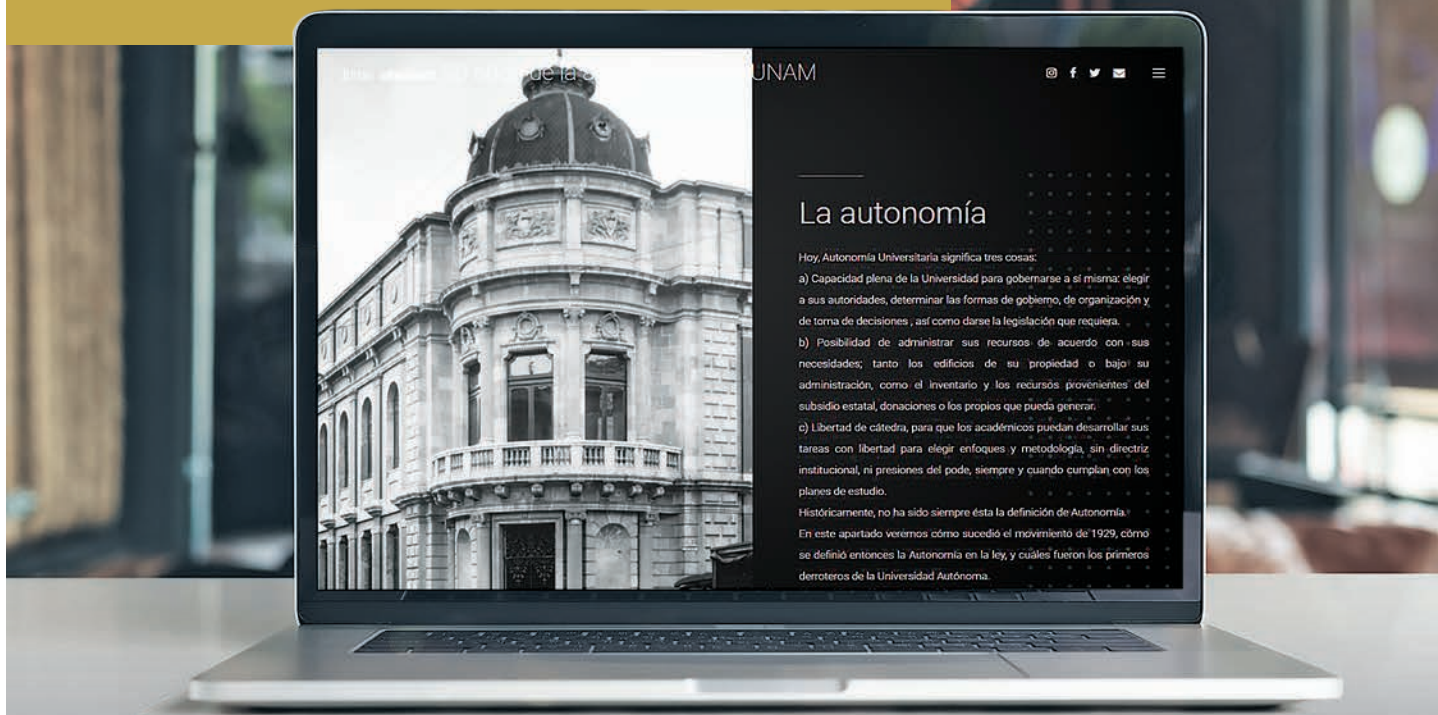 de la UNAM
La autonomía
Hoy, Autonomía Universitaria significa tres cosas:
a) Capacidad plena de la Universidad para gobernarse a sí misma: elegir
a sus autoridades, determinar las formas de gobierno, de organización y
de toma de decisiones , así como darse la legislación que requiera.
b) Posibilidad de administrar sus recursos de acuerdo con sus
necesidades; tanto los edificios de su propiedad o bajo su
administración, como el inventario y los recursos provenientes del
subsidio estatal, donaciones o los propios que pueda generar.
c) Libertad de cátedra, para que los académicos puedan desarrollar sus
tareas con libertad para elegir enfoques y metodología, sin directriz
institucional, ni presiones del pode, siempre y cuando cumplan con los
planes de estudio.
Históricamente, no ha sido siempre ésta la definición de Autonomía.
En este apartado veremos cómo sucedió el movimiento de 1929, cómo
se definió entonces la Autonomía en la ley, y cuáles fueron los primeros
derroteros de la Universidad Autónoma.